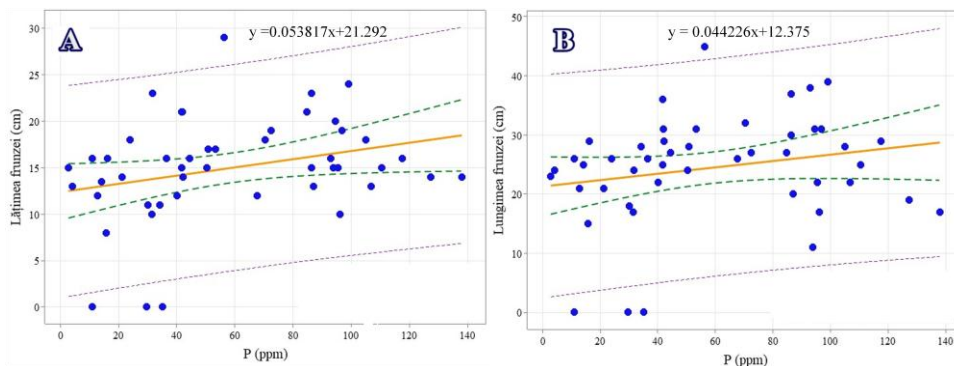 A
y =0.053817x+21.292
Lățimea frunzei (cm)
30
25
20
15
10
5
0
0 20 40 60 80 100 120 140
P (ppm)
B
y = 0.044226x+12.375
Lungimea frunzei (cm)
50
40
30
20
10
0
0 20 40 60 80 100 120 140
P (ppm)